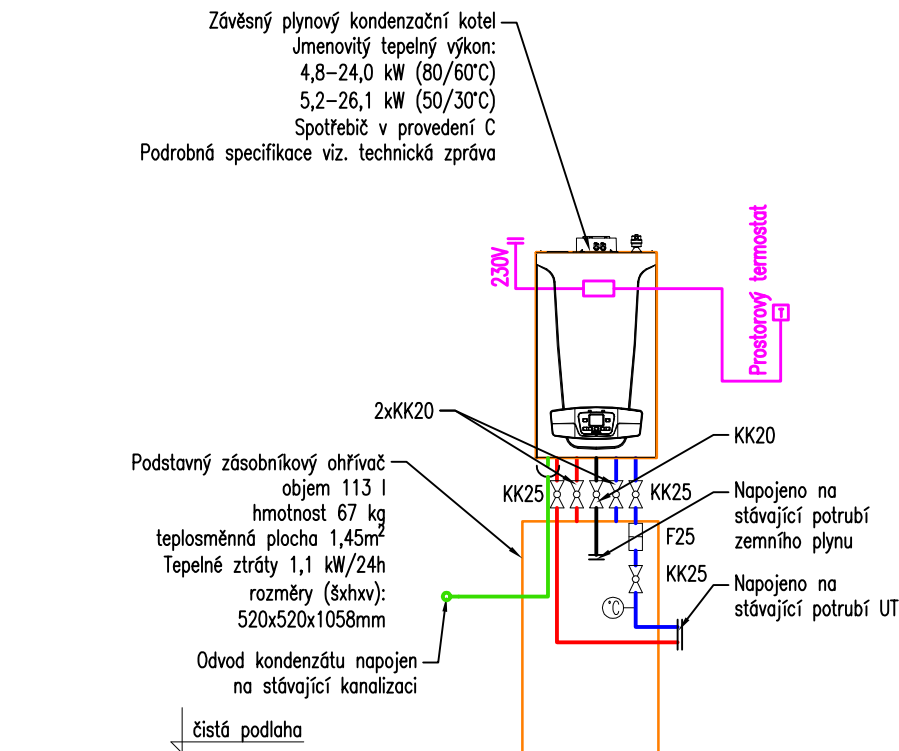 Závěsný plynový kondenzační kotel
Jmenovitý tepelný výkon:
4,8–24,0 kW (80/60°C)
5,2–26,1 kW (50/30°C)
Spotřebič v provedení C
Podrobná specifikace viz. technická zpráva
230V
Prostorový termostat
T
2xKK20
KK20
Podstavný zásobníkový ohřívač
objem 113 l
hmotnost 67 kg
teplosměnná plocha 1,45m²
Tepelné ztráty 1,1 kW/24h
rozměry (šxhxv):
520x520x1058mm
KK25
KK25
Napojeno na
stávající potrubí
zemního plynu
F25
KK25
°C
Napojeno na
stávající potrubí UT
Odvod kondenzátu napojen
na stávající kanalizaci
čistá podlaha